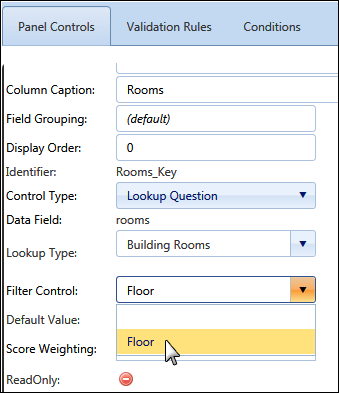 Panel Controls Validation Rules Conditions
Column Caption: Rooms
Field Grouping: (default)
Display Order: 0
Identifier: Rooms_Key
Control Type: Lookup Question
Data Field: rooms
Lookup Type: Building Rooms
Filter Control: Floor
Default Value:
Floor
Score Weighting:
ReadOnly: